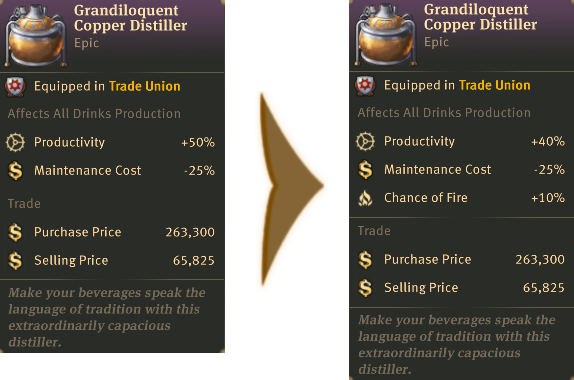 Grandiloquent
Copper Distiller
Epic
Equipped in Trade Union
Affects All Drinks Production
Productivity +50%
Maintenance Cost -25%
Trade
Purchase Price 263,300
Selling Price 65,825
Make your beverages speak the
language of tradition with this
extraordinarily capacious
distiller.
Grandiloquent
Copper Distiller
Epic
Equipped in Trade Union
Affects All Drinks Production
Productivity +40%
Maintenance Cost -25%
Chance of Fire +10%
Trade
Purchase Price 263,300
Selling Price 65,825
Make your beverages speak the
language of tradition with this
extraordinarily capacious
distiller.